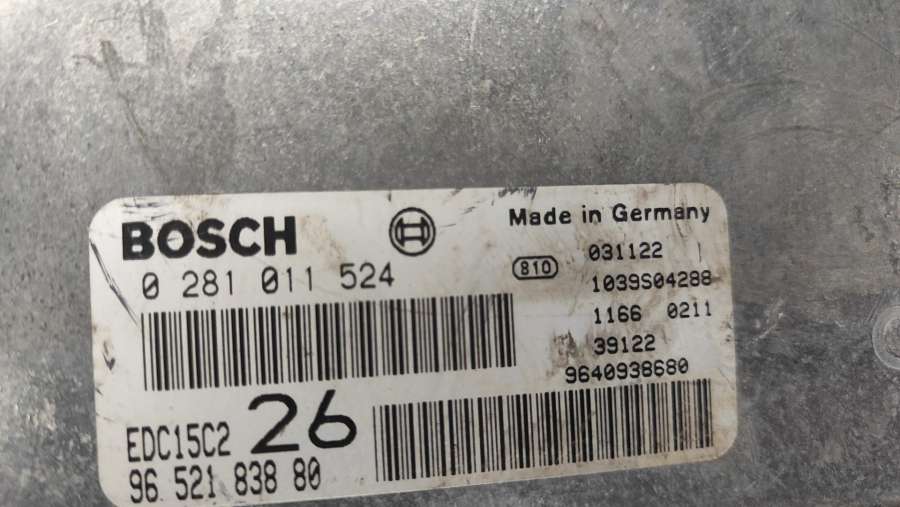 BOSCH
Made in Germany
0 281 011 524
810
031122
1039S04288
1166 0211
39122
9640938680
EDC15C2 26
96 521 838 80